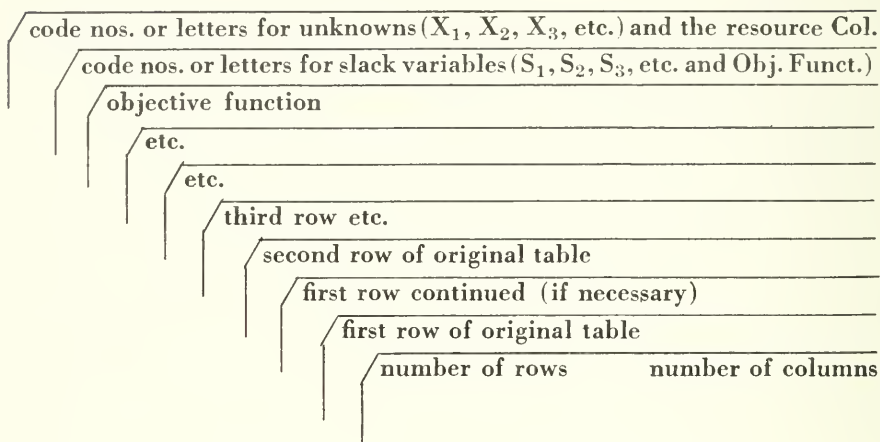 code nos. or letters for unknowns (X₁, X₂, X₃, etc.) and the resource Col.
code nos. or letters for slack variables (S₁, S₂, S₃, etc. and Obj. Funct.)
objective function
etc.
etc.
third row etc.
second row of original table
first row continued (if necessary)
first row of original table
number of rows number of columns